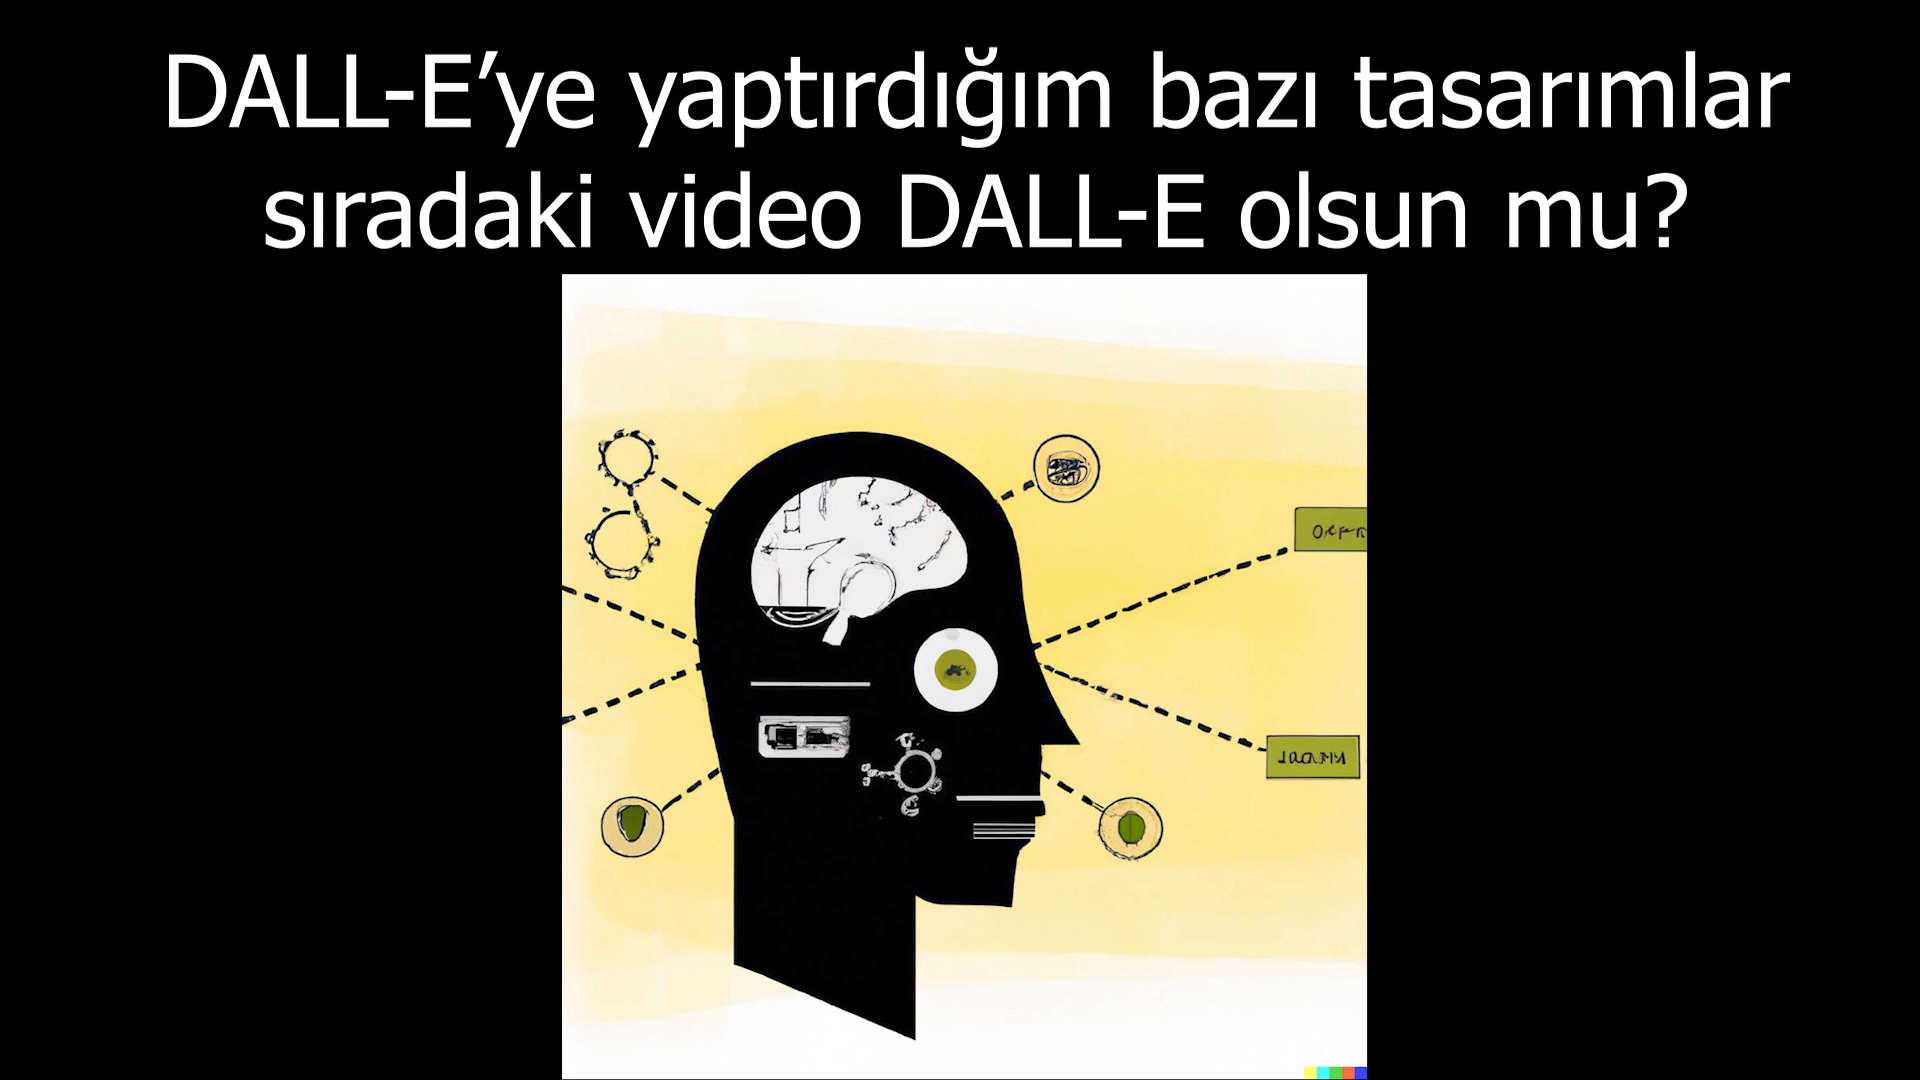 DALL-E’ye yaptırdığım bazı tasarımlar
sıradaki video DALL-E olsun mu?